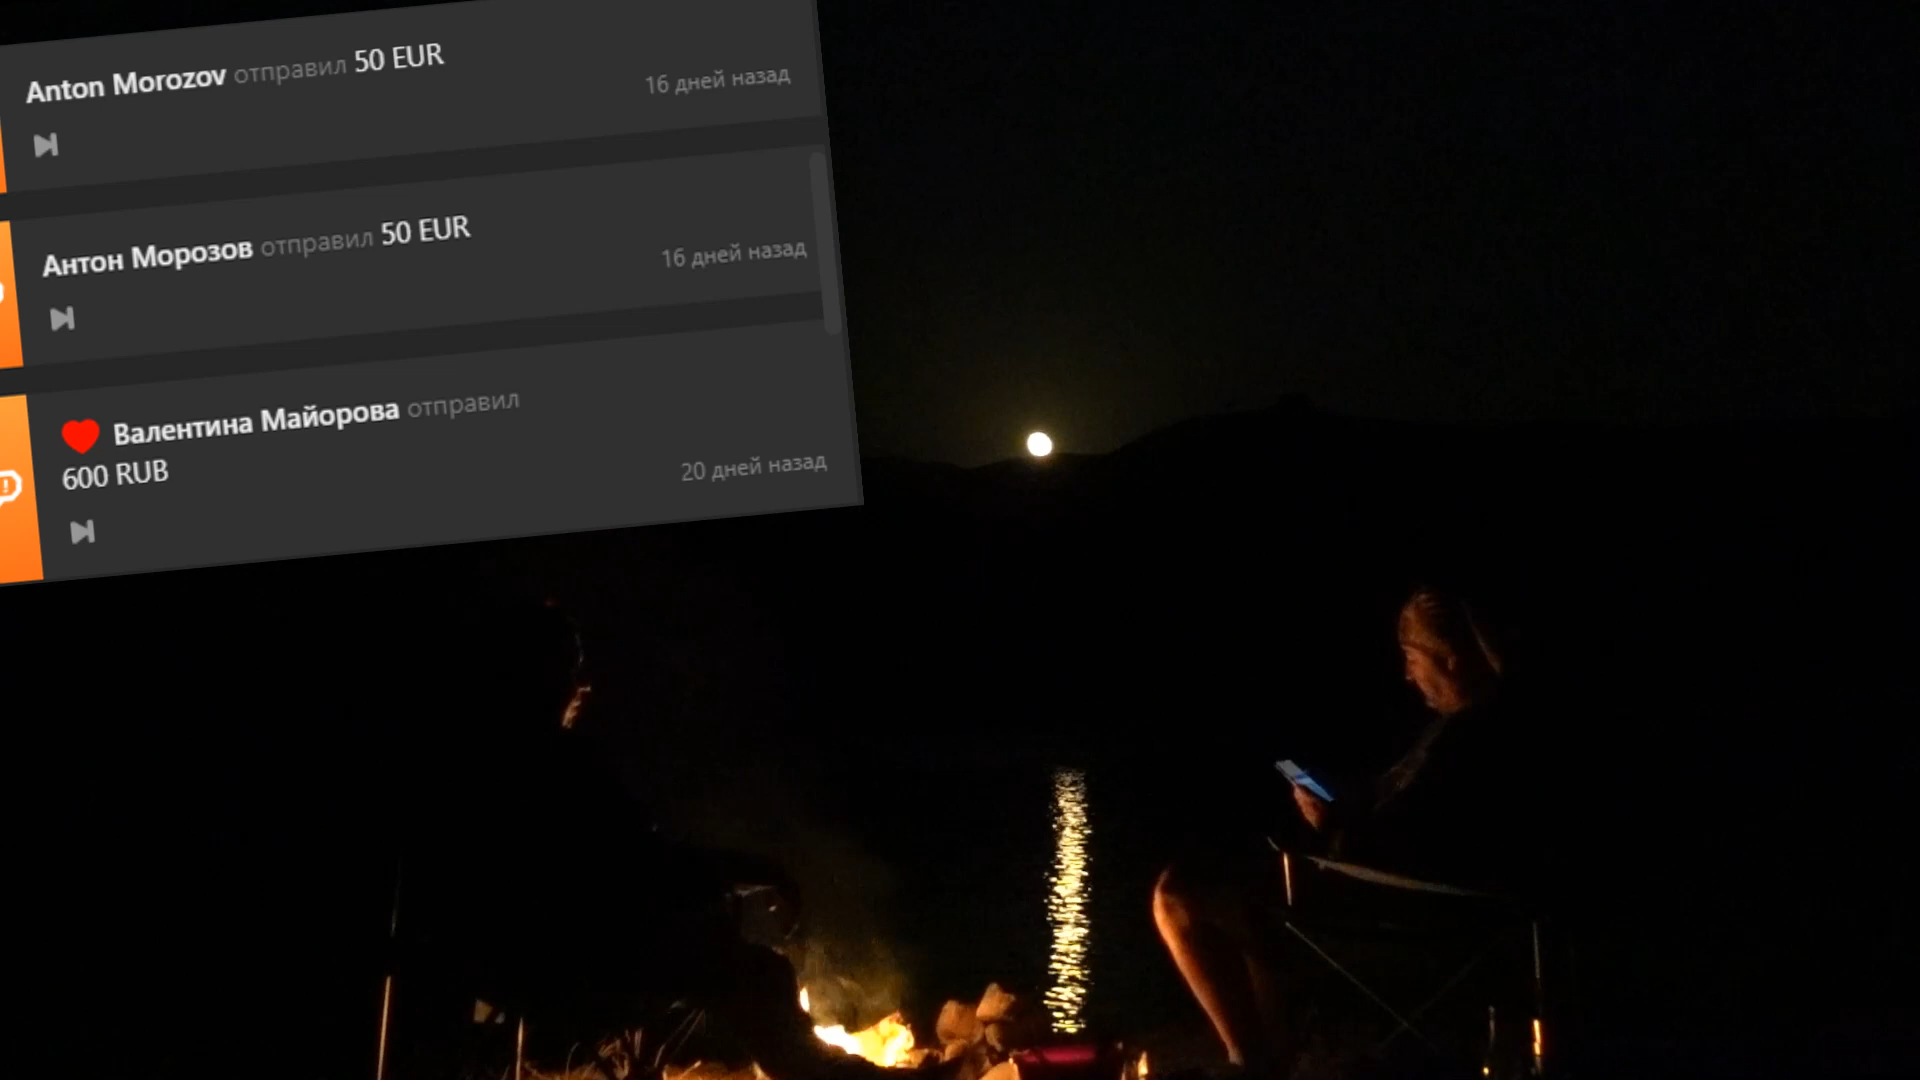 Anton Morozov отправил 50 EUR
16 дней назад
Антон Морозов отправил 50 EUR
16 дней назад
Валентина Майорова отправил
600 RUB
20 дней назад